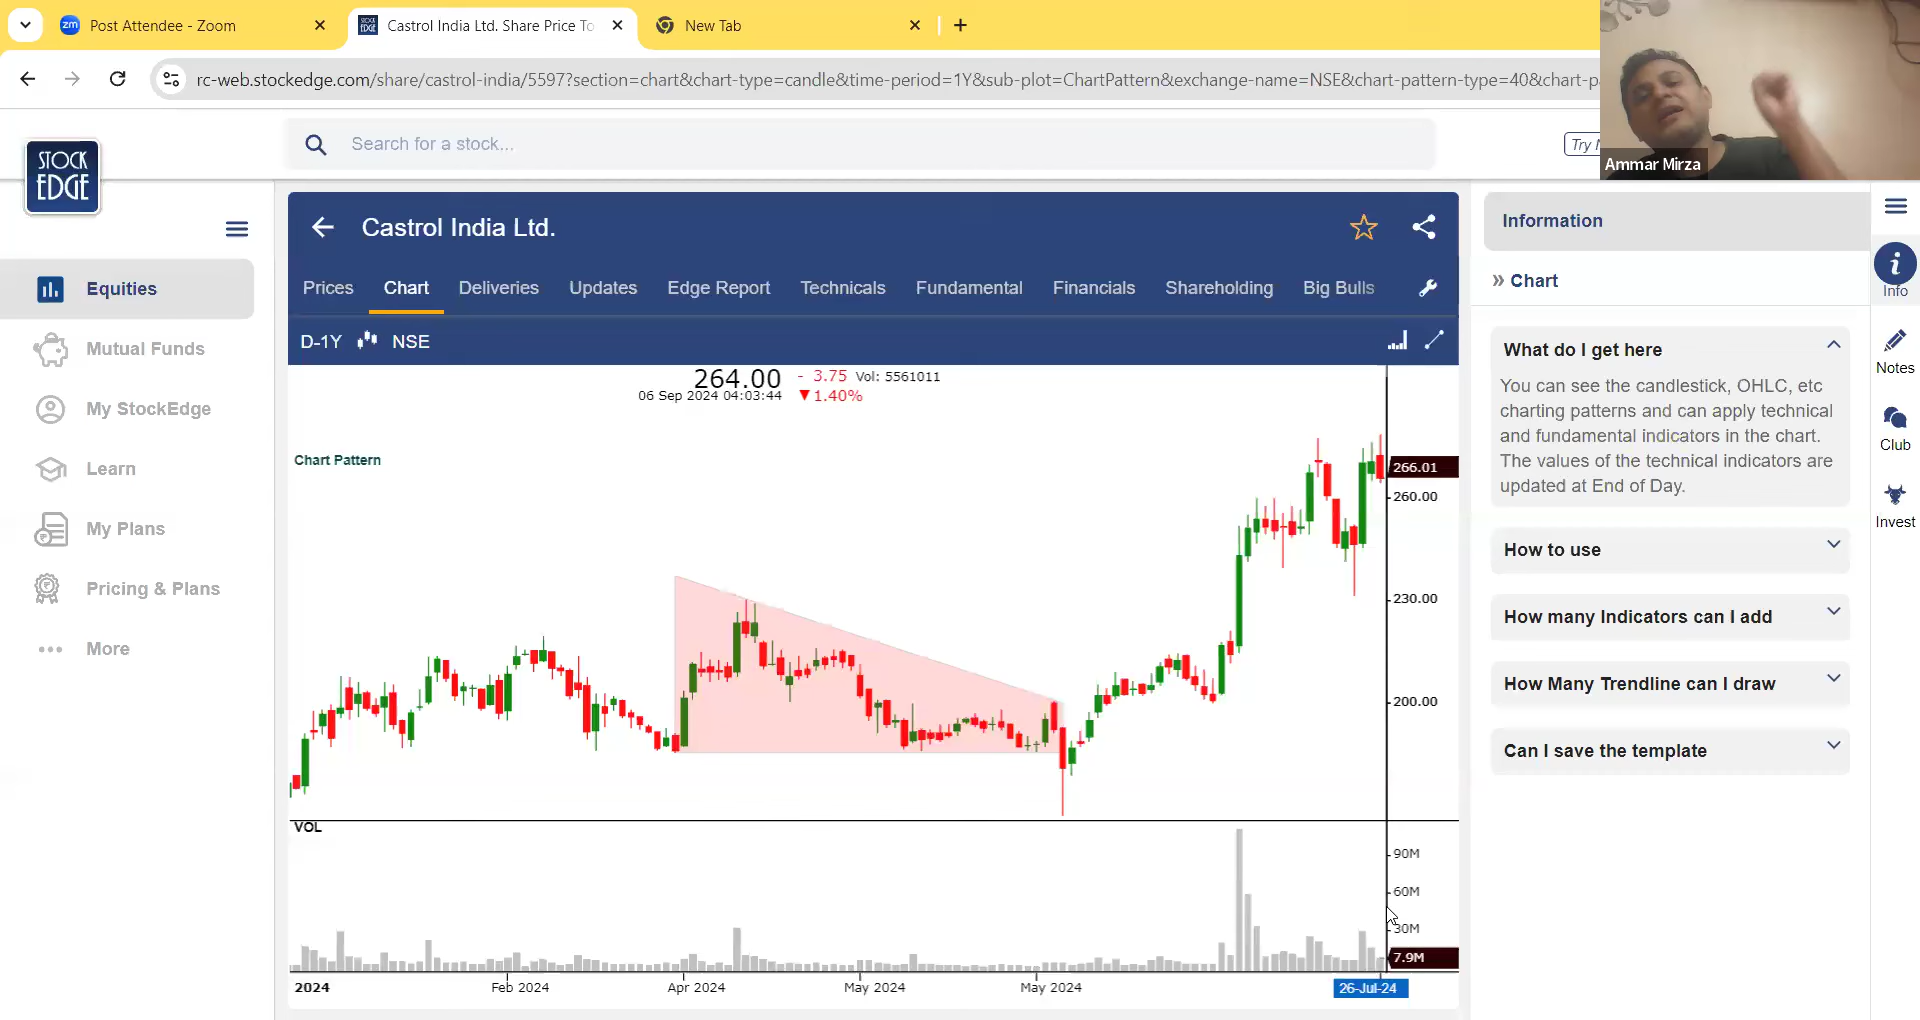 zm Post Attendee - Zoom
STOCK EDGE Castrol India Ltd. Share Price To
New Tab
rc-web.stockedge.com/share/castrol-india/5597?section=chart&chart-type=candle&time-period=1Y&sub-plot=ChartPattern&exchange-name=NSE&chart-pattern-type=40&chart-p
Ammar Mirza
STOCK
EDGE
Search for a stock...
Try
Equities
Mutual Funds
My StockEdge
Learn
My Plans
Pricing & Plans
More
Castrol India Ltd.
Prices Chart Deliveries Updates Edge Report Technicals Fundamental Financials Shareholding Big Bulls
D-1Y NSE
264.00 - 3.75 Vol: 5561011
06 Sep 2024 04:03:44 ▼1.40%
Chart Pattern
266.01
260.00
230.00
200.00
VOL
90M
60M
30M
7.9M
2024 Feb 2024 Apr 2024 May 2024 May 2024 26-Jul-24
Information
» Chart
What do I get here
You can see the candlestick, OHLC, etc
charting patterns and can apply technical
and fundamental indicators in the chart.
The values of the technical indicators are
updated at End of Day.
How to use
How many Indicators can I add
How Many Trendline can I draw
Can I save the template
i
Info
Notes
Club
Invest